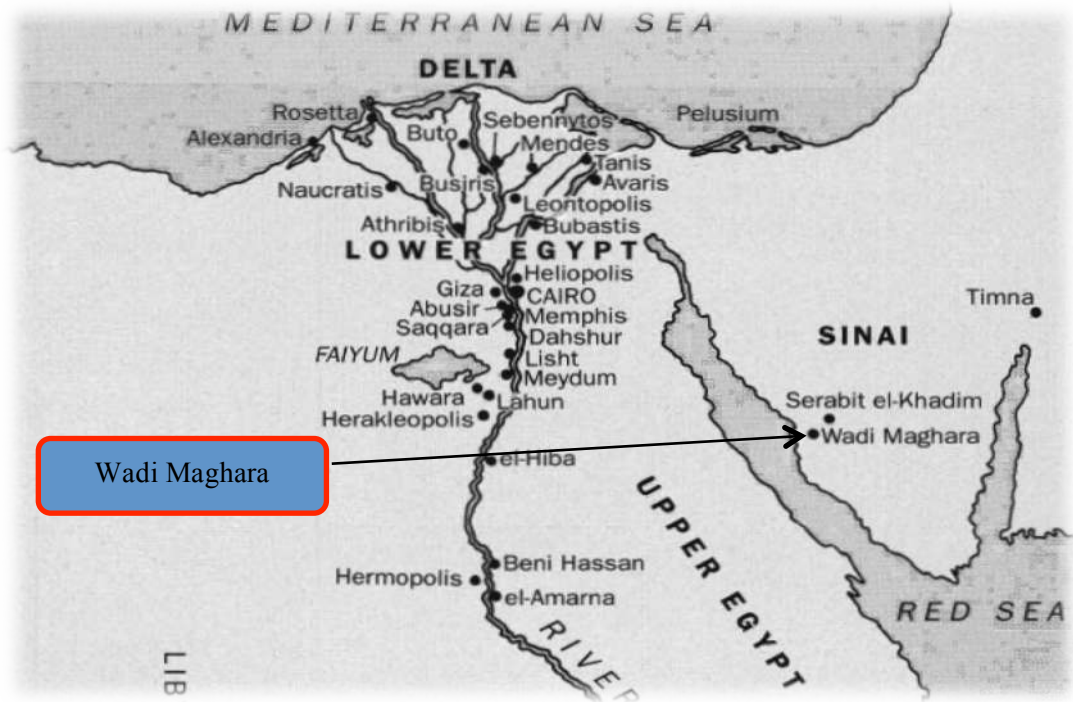 MEDITERRANEAN SEA
DELTA
Rosetta
Alexandria
Buto
Sebennytos
Pelusium
Mendes
Tanis
Naucratis
Busiris
Avaris
Leontopolis
Athribis
Bubastis
LOWER EGYPT
Heliopolis
Giza
CAIRO
Timna
Abusir
Memphis
Saqqara
Dahshur
SINAI
FAIYUM
Lisht
Meydum
Hawara
Lahun
Serabit el-Khadim
Herakleopolis
Wadi Maghara
Wadi Maghara
el-Hiba
UPPER EGYPT
Beni Hassan
Hermopolis
el-Amarna
RED SEA
RIVER
LIB